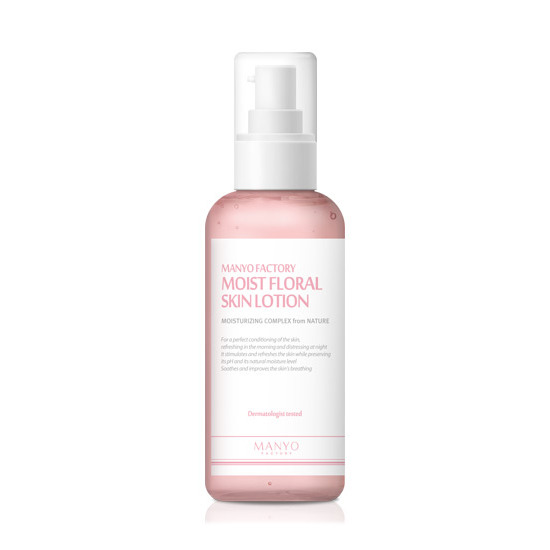 MANYO FACTORY
MOIST FLORAL
SKIN LOTION
MOISTURIZING COMPLEX from NATURE
For a perfect conditioning of the skin,
refreshing in the morning and distressing at night
It stimulates and refreshes the skin while preserving
its pH and its natural moisture level
Soothes and improves the skin's breathing
Dermatologist tested
MANYO
FACTORY